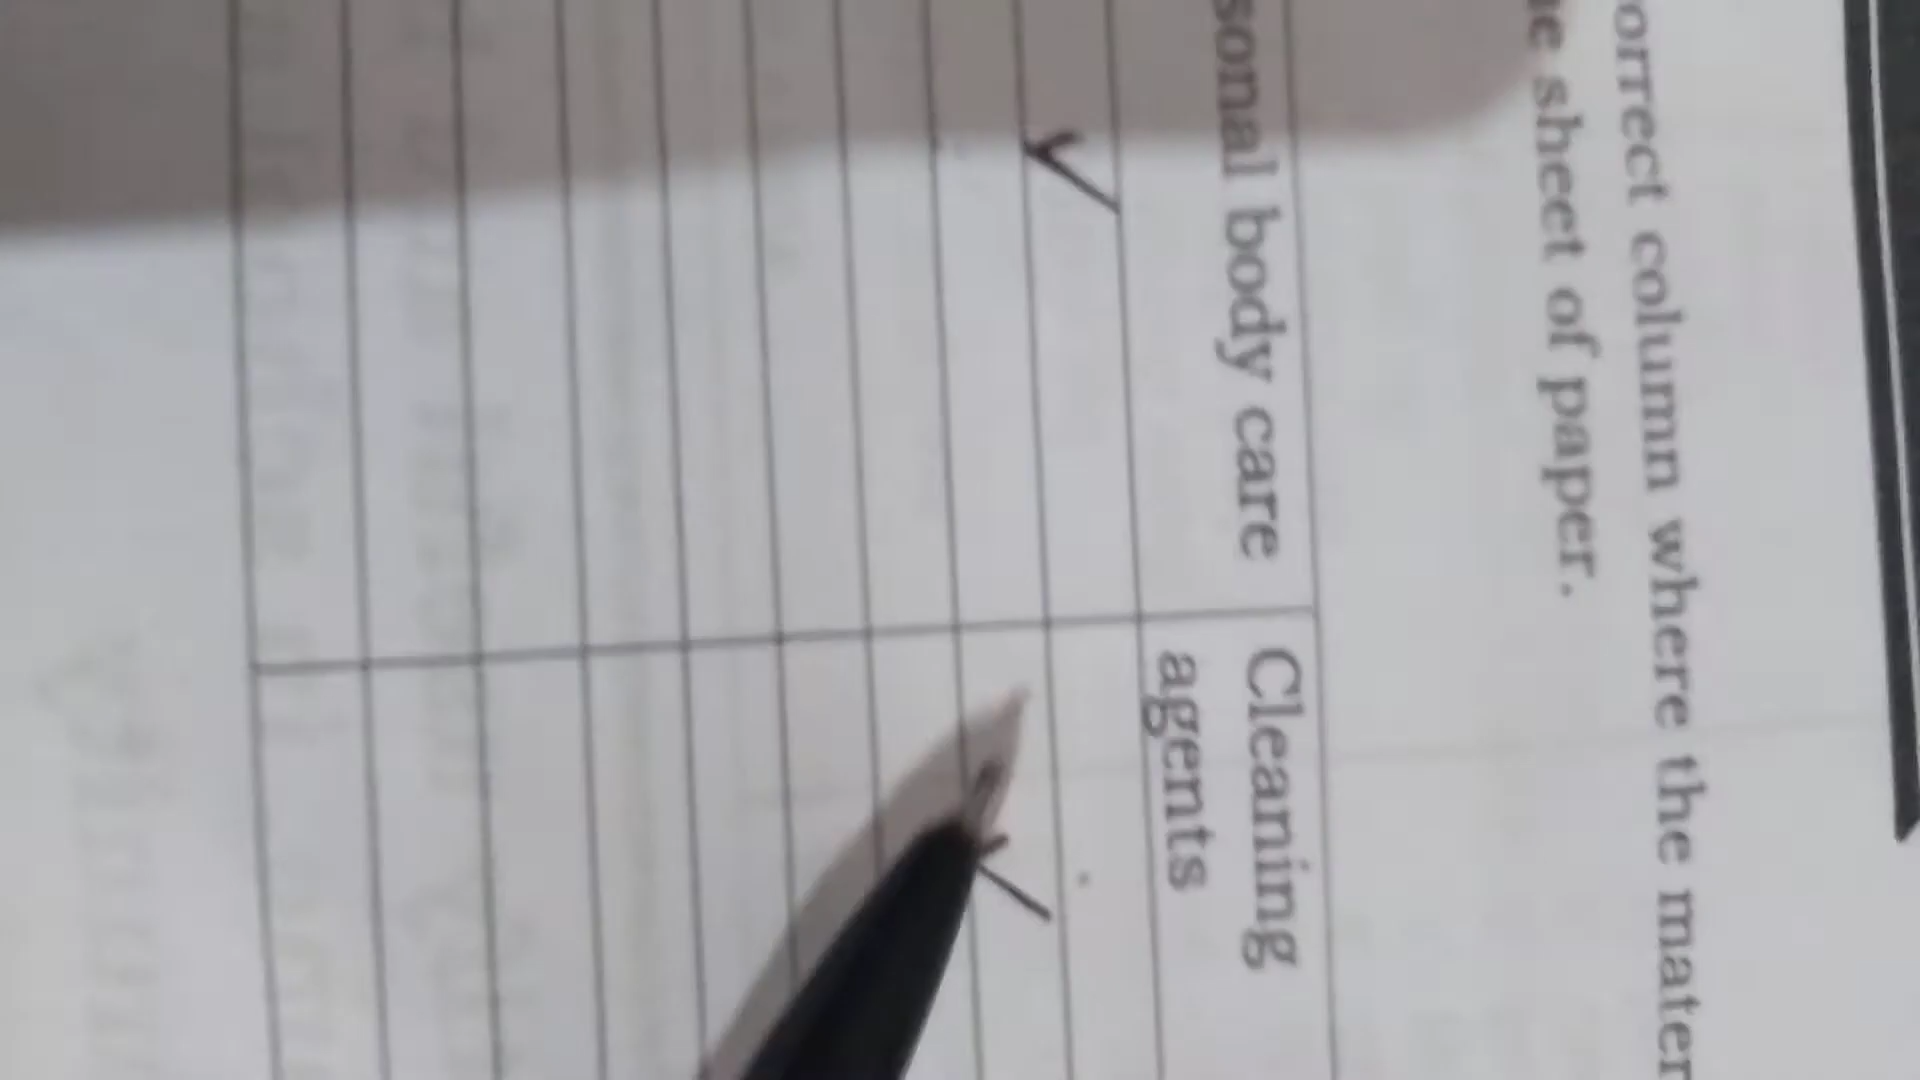 orrect column where the mater
e sheet of paper.
sonal body care
Cleaning
agents